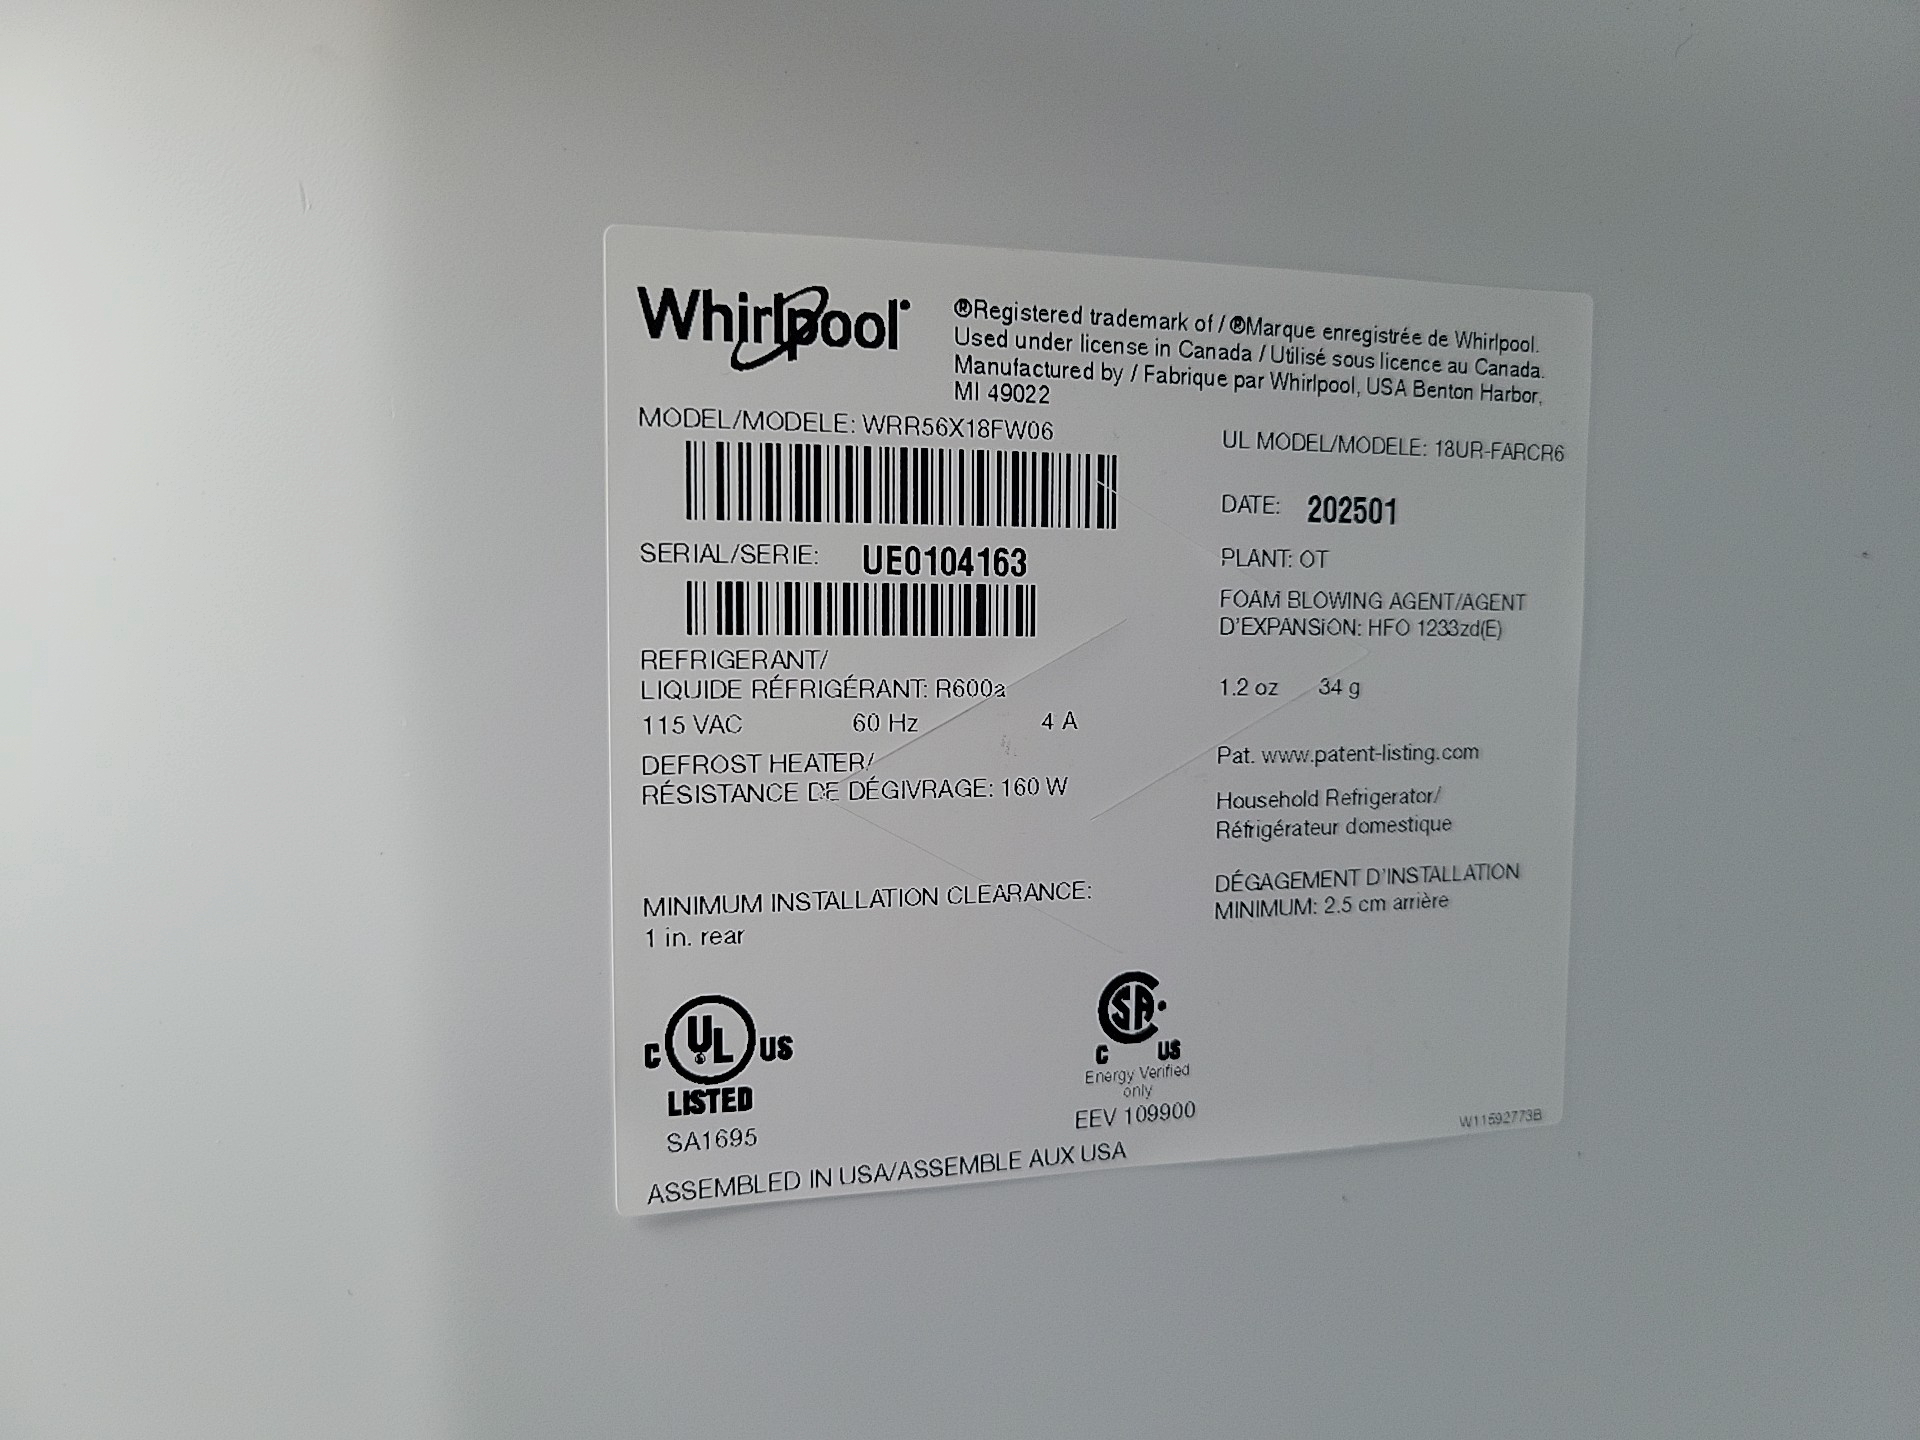 Whirlpool
®Registered trademark of / ®Marque enregistrée de Whirlpool.
Used under license in Canada / Utilisé sous licence au Canada.
Manufactured by / Fabrique par Whirlpool, USA Benton Harbor,
MI 49022
MODEL/MODELE: WRR56X18FW06
UL MODEL/MODELE: 18UR-FARCR6
DATE: 202501
SERIAL/SERIE: UE0104163
PLANT: OT
FOAM BLOWING AGENT/AGENT
D'EXPANSION: HFO 1233zd(E)
REFRIGERANT/
LIQUIDE RÉFRIGÉRANT: R600a
1.2 oz 34 g
115 VAC 60 Hz 4 A
DEFROST HEATER/
RÉSISTANCE DE DÉGIVRAGE: 160 W
Pat. www.patent-listing.com
Household Refrigerator/
Réfrigérateur domestique
MINIMUM INSTALLATION CLEARANCE:
1 in. rear
DÉGAGEMENT D'INSTALLATION
MINIMUM: 2.5 cm arrière
C UL US
LISTED
SA1695
CSA
C US
Energy Verified
only
EEV 109900
W11592773B
ASSEMBLED IN USA/ASSEMBLE AUX USA